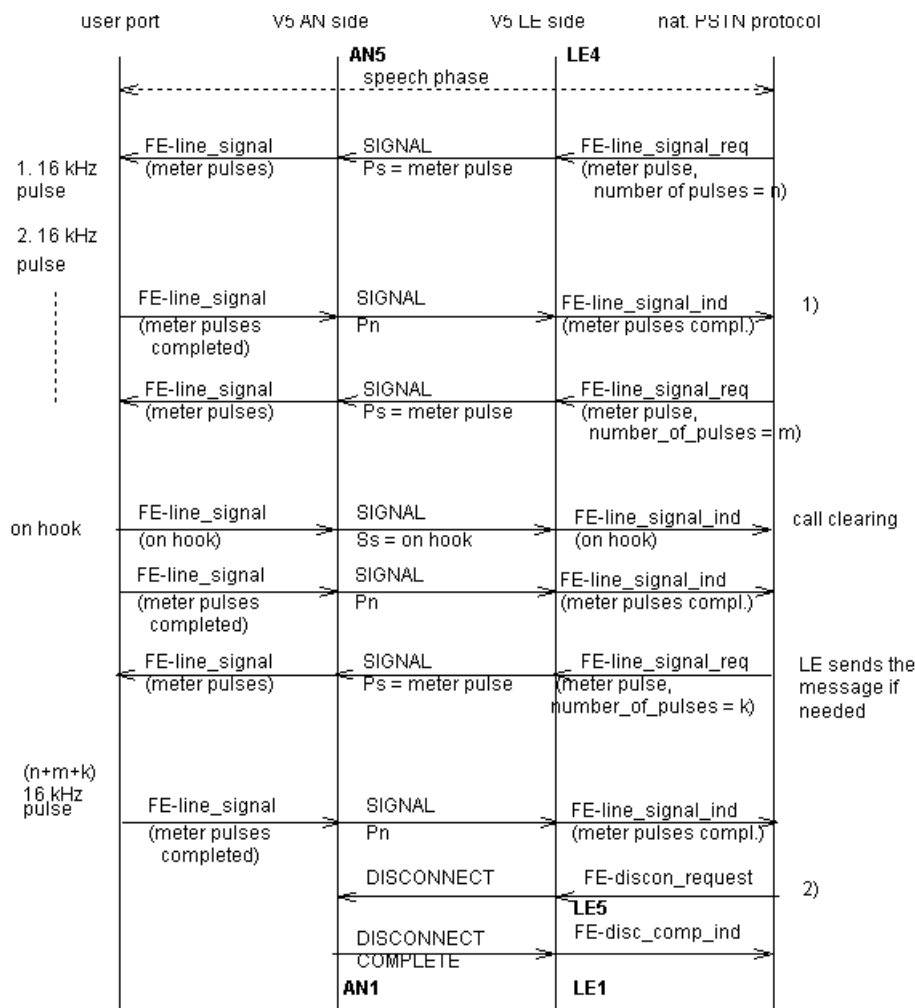 user port V5 AN side V5 LE side nat. PSTN protocol
AN5 LE4
speech phase
FE-line_signal SIGNAL FE-line_signal_req
1. 16 kHz (meter pulses) Ps = meter pulse (meter pulse,
pulse number of pulses = n)
2. 16 kHz
pulse
FE-line_signal SIGNAL FE-line_signal_ind 1)
(meter pulses Pn (meter pulses compl.)
completed)
FE-line_signal SIGNAL FE-line_signal_req
(meter pulses) Ps = meter pulse (meter pulse,
number_of_pulses = m)
on hook FE-line_signal SIGNAL FE-line_signal_ind call clearing
(on hook) Ss = on hook (on hook)
FE-line_signal SIGNAL FE-line_signal_ind
(meter pulses Pn (meter pulses compl.)
completed)
FE-line_signal SIGNAL FE-line_signal_req LE sends the
(meter pulses) Ps = meter pulse (meter pulse, message if
number_of_pulses = k) needed
(n+m+k)
16 kHz
pulse
FE-line_signal SIGNAL FE-line_signal_ind
(meter pulses Pn (meter pulses compl.)
completed)
DISCONNECT FE-discon_request 2)
LE5
DISCONNECT FE-disc_comp_ind
COMPLETE
AN1 LE1